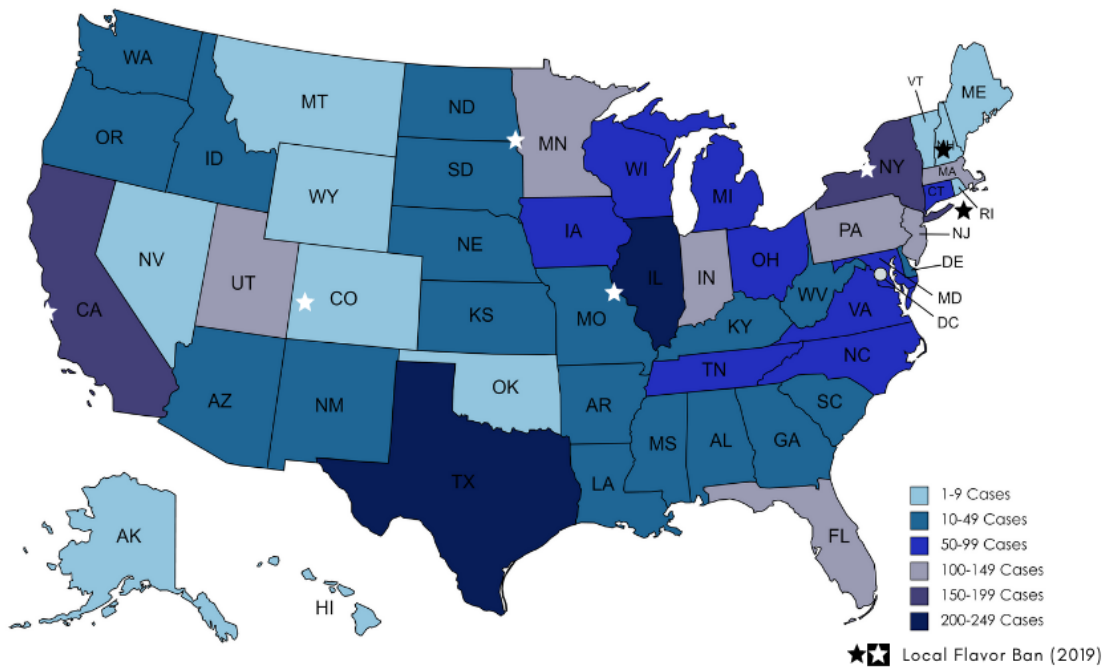 WA
MT
ND
MN
VT
ME
NH
OR
ID
SD
WI
MI
NY
MA
CT
RI
WY
NE
IA
PA
NJ
NV
UT
CO
IL
IN
OH
DE
MD
DC
CA
KS
MO
KY
WV
VA
AZ
NM
OK
AR
TN
NC
SC
TX
LA
MS
AL
GA
FL
AK
HI
1-9 Cases
10-49 Cases
50-99 Cases
100-149 Cases
150-199 Cases
200-249 Cases
Local Flavor Ban (2019)